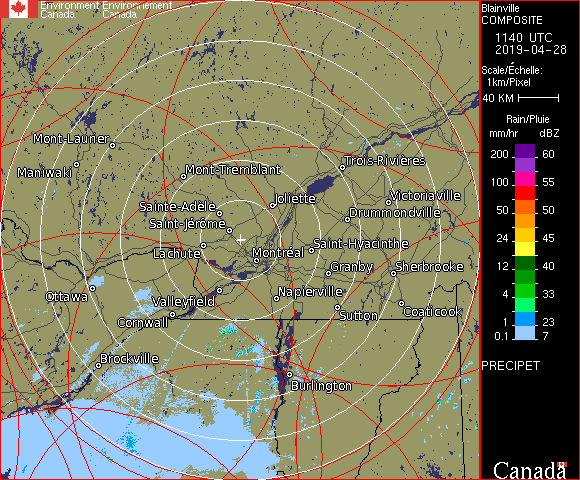 Environment Environnement
Canada Canada
Blainville
COMPOSITE
1140 UTC
2019-04-28
Scale/Échelle:
1km/Pixel
40 KM
Rain/Pluie
mm/hr dBZ
200 60
150 57
100 55
50 50
24 45
12 40
4 33
1 23
0.1 7
PRECIPET
Canada
Mont-Laurier
Maniwaki
Mont-Tremblant
Trois-Rivières
Joliette
Victoriaville
Sainte-Adèle
Drummondville
Saint-Jérôme
Lachute
Montréal
Saint-Hyacinthe
Granby
Sherbrooke
Ottawa
Valleyfield
Napierville
Cornwall
Sutton
Coaticook
Brockville
Burlington